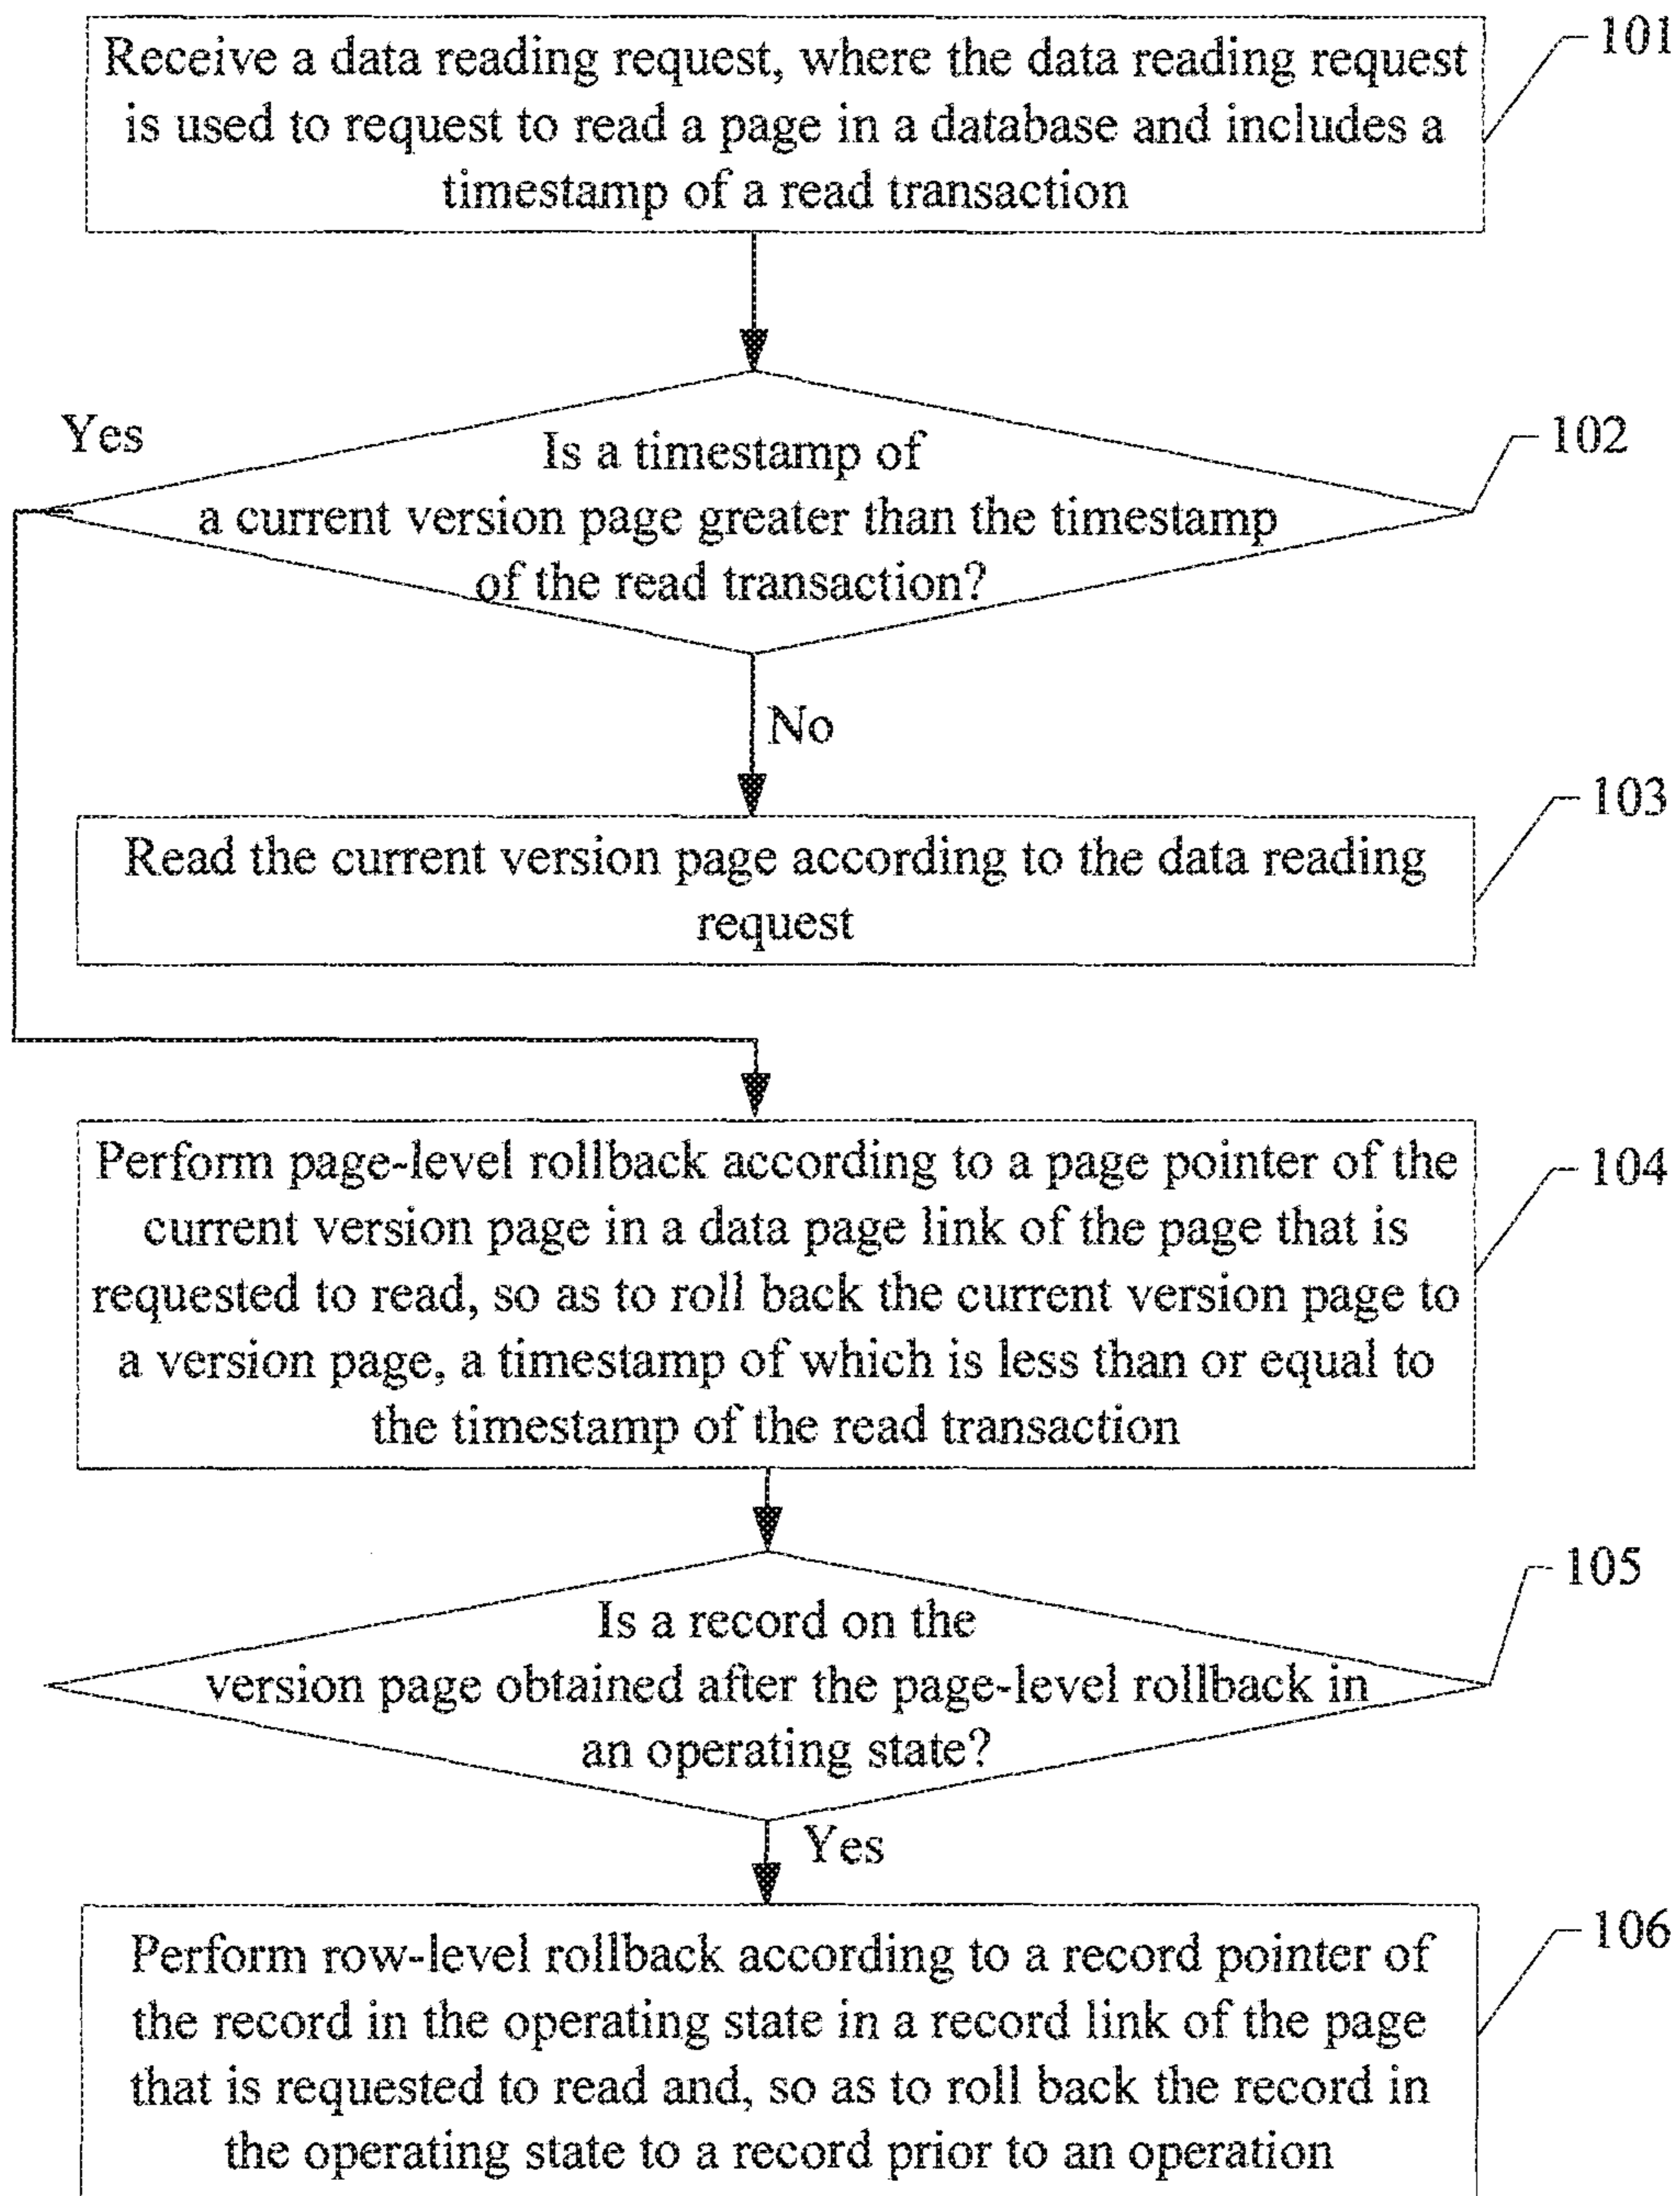 101
Receive a data reading request, where the data reading request
is used to request to read a page in a database and includes a
timestamp of a read transaction
Yes
102
Is a timestamp of
a current version page greater than the timestamp
of the read transaction?
No
103
Read the current version page according to the data reading
request
104
Perform page-level rollback according to a page pointer of the
current version page in a data page link of the page that is
requested to read, so as to roll back the current version page to
a version page, a timestamp of which is less than or equal to
the timestamp of the read transaction
105
Is a record on the
version page obtained after the page-level rollback in
an operating state?
Yes
106
Perform row-level rollback according to a record pointer of
the record in the operating state in a record link of the page
that is requested to read and, so as to roll back the record in
the operating state to a record prior to an operation